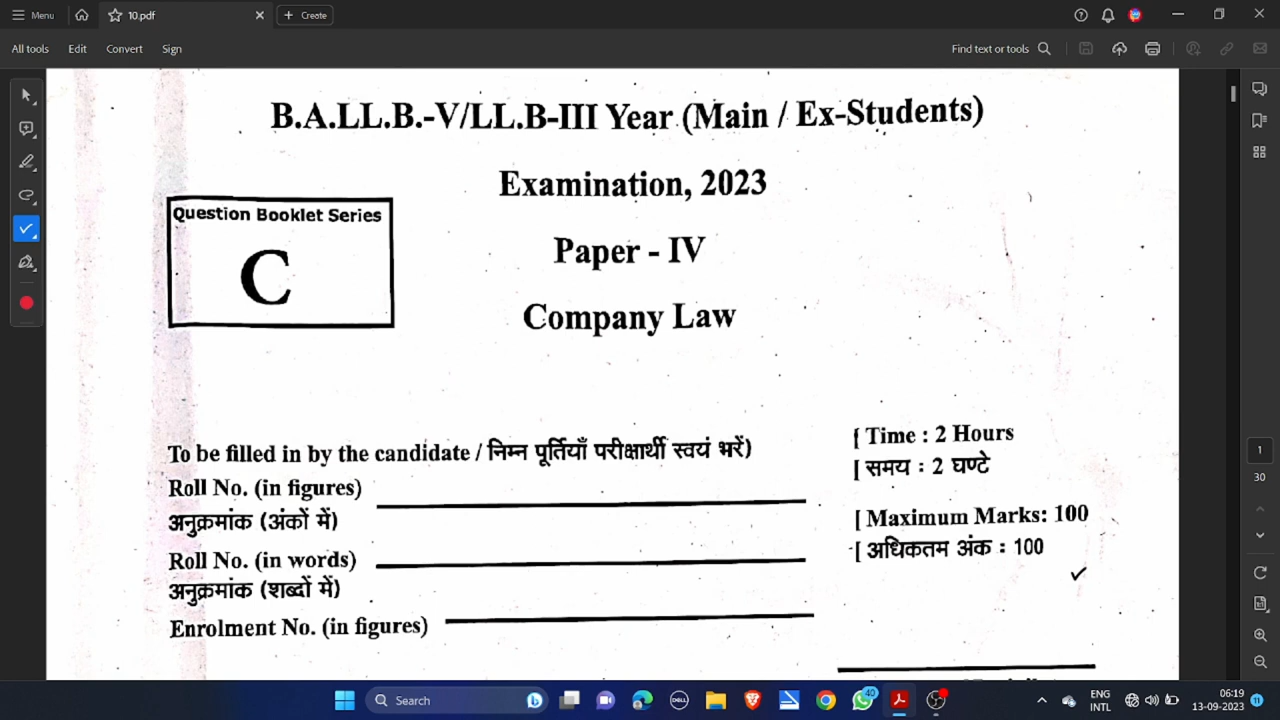 Menu
10.pdf
Create
All tools
Edit
Convert
Sign
Find text or tools
B.A.LL.B.-V/LL.B-III Year (Main / Ex-Students)
Examination, 2023
Question Booklet Series
C
Paper - IV
Company Law
To be filled in by the candidate / निम्न पूर्तियाँ परीक्षार्थी स्वयं भरें)
Roll No. (in figures)
अनुक्रमांक (अंकों में)
Roll No. (in words)
अनुक्रमांक (शब्दों में)
Enrolment No. (in figures)
[ Time : 2 Hours
[ समय : 2 घण्टे
[ Maximum Marks: 100
[ अधिकतम अंक : 100
1
30
Search
DELL
40
ENG
INTL
06:19
13-09-2023